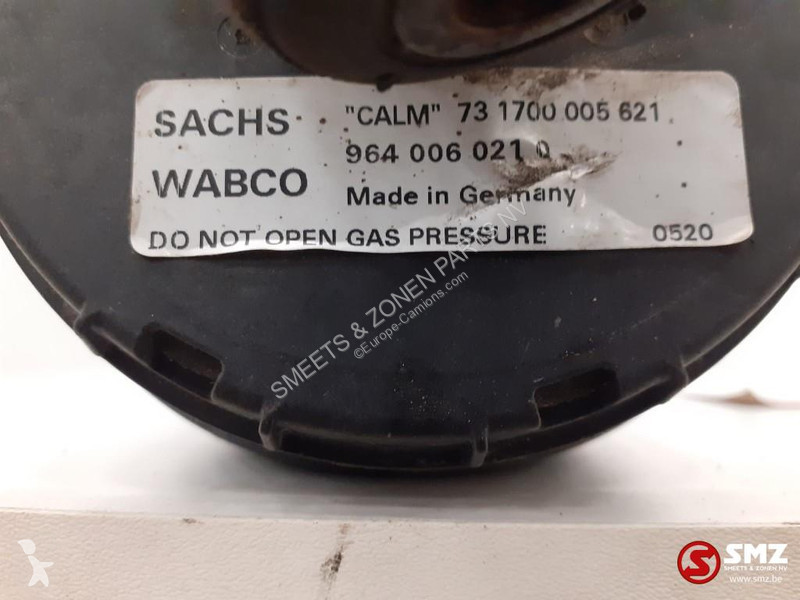 SACHS "CALM" 73 1700 005 621
964 006 021 0
WABCO Made in Germany
DO NOT OPEN GAS PRESSURE 0520
SMEETS & ZONEN PARTS NV
©Europe-Camions.com
SMZ
SMEETS & ZONEN NV
www.smz.be